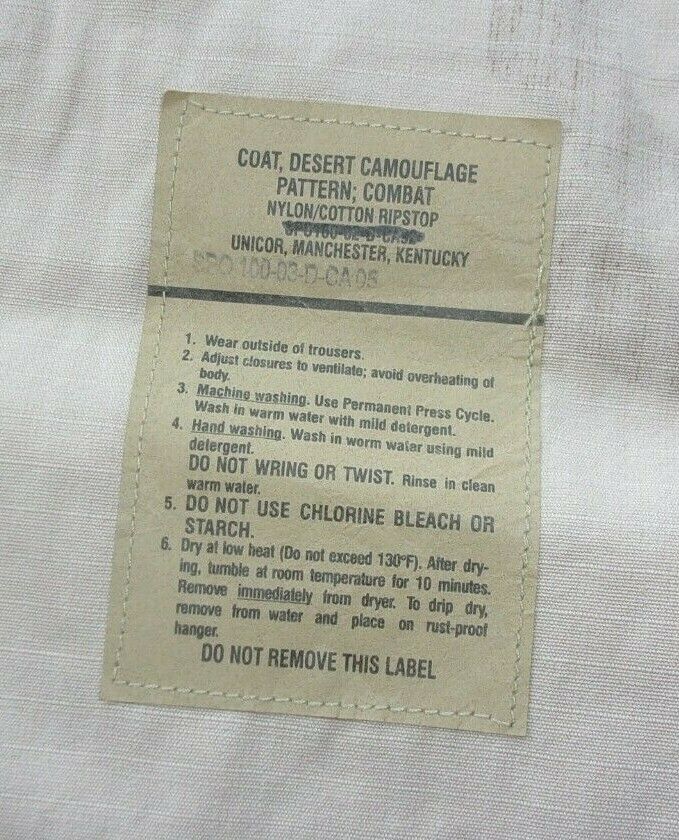 COAT, DESERT CAMOUFLAGE
PATTERN; COMBAT
NYLON/COTTON RIPSTOP
UNICOR, MANCHESTER, KENTUCKY
SPO 100-03-D-CA05
1. Wear outside of trousers.
2. Adjust closures to ventilate; avoid overheating of
body.
3. Maching washing. Use Permanent Press Cycle.
Wash in warm water with mild detergent.
4. Hand washing. Wash in worm water using mild
detergent.
DO NOT WRING OR TWIST. Rinse in clean
warm water.
5. DO NOT USE CHLORINE BLEACH OR
STARCH.
6. Dry at low heat (Do not exceed 130°F). After dry-
ing, tumble at room temperature for 10 minutes.
Remove immediately from dryer. To drip dry,
remove from water and place on rust-proof
hanger.
DO NOT REMOVE THIS LABEL